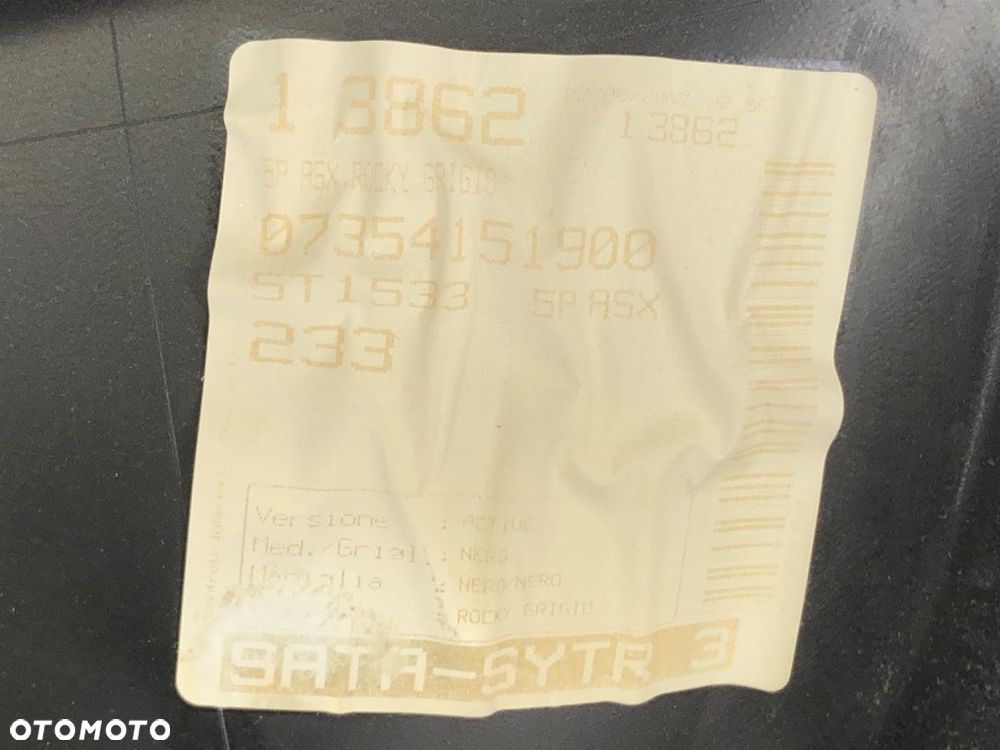 1 3862
1 3862
5P ASX ROCKY GRIGIO
07354151900
ST1533 5P ASX
233
Versione : ACTIVE
Med./Grigl. : NERO
Maniglia : NERO/NERO
ROCKY GRIGIO
SATA-SYTR 3
OTOMOTO